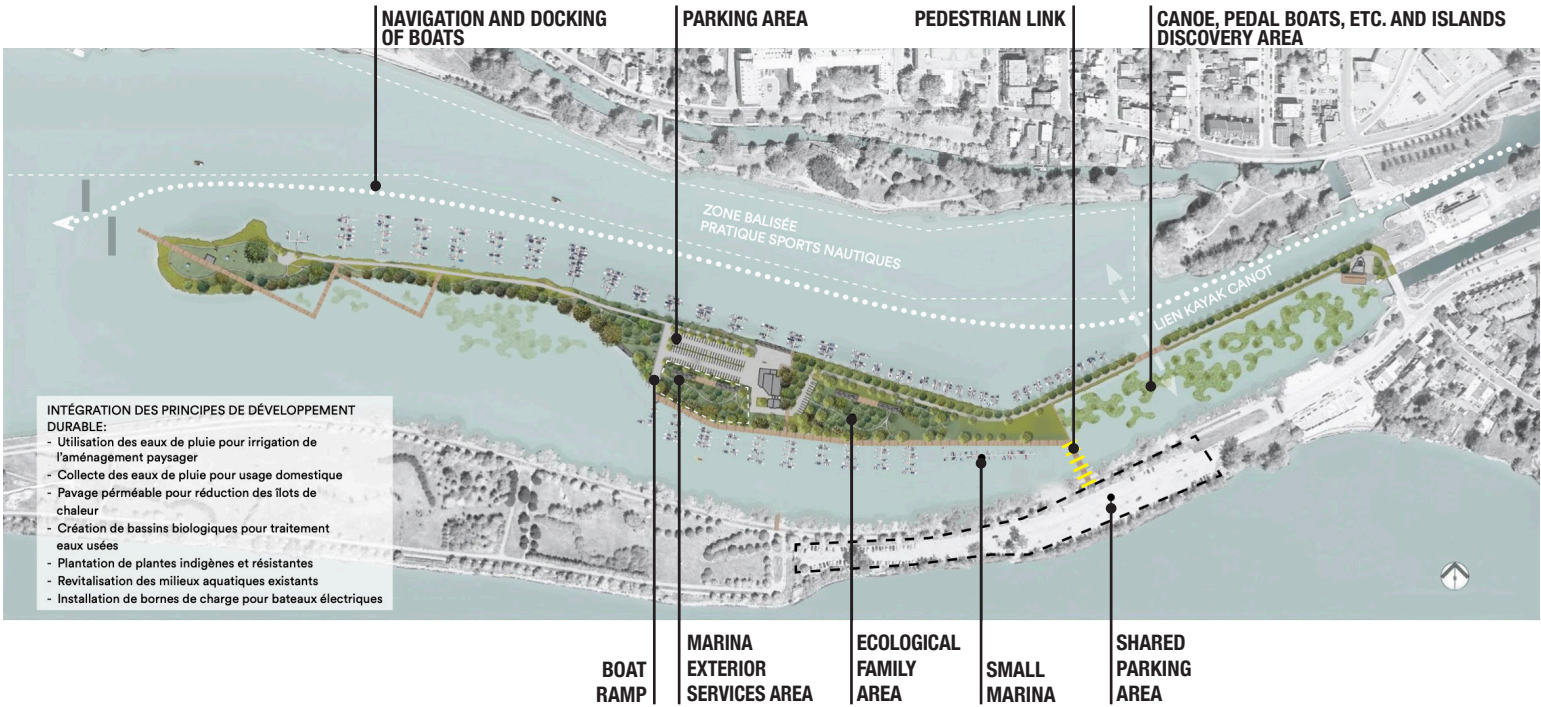 NAVIGATION AND DOCKING
OF BOATS
PARKING AREA
PEDESTRIAN LINK
CANOE, PEDAL BOATS, ETC. AND ISLANDS
DISCOVERY AREA
ZONE BALISÉE
PRATIQUE SPORTS NAUTIQUES
LIEN KAYAK CANOT
INTÉGRATION DES PRINCIPES DE DÉVELOPPEMENT
DURABLE:
- Utilisation des eaux de pluie pour irrigation de
l'aménagement paysager
- Collecte des eaux de pluie pour usage domestique
- Pavage pérméable pour réduction des îlots de
chaleur
- Création de bassins biologiques pour traitement
eaux usées
- Plantation de plantes indigènes et résistantes
- Revitalisation des milieux aquatiques existants
- Installation de bornes de charge pour bateaux électriques
BOAT
RAMP
MARINA
EXTERIOR
SERVICES AREA
ECOLOGICAL
FAMILY
AREA
SMALL
MARINA
SHARED
PARKING
AREA